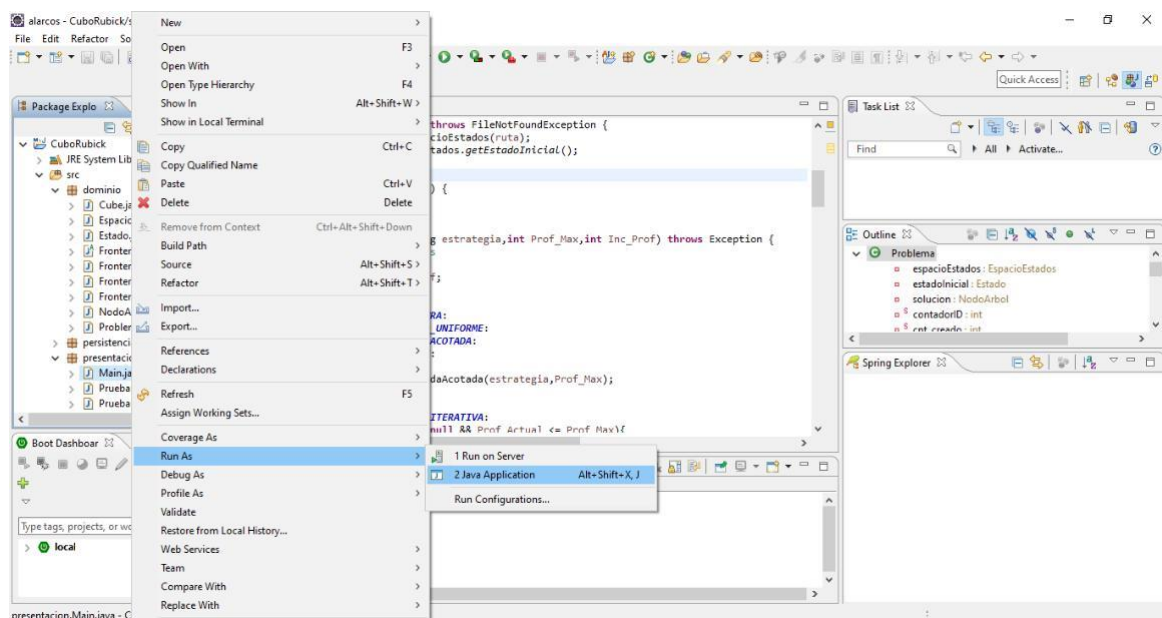 alarcos - CuboRubick/s
File Edit Refactor So
Quick Access
Package Explo
CuboRubick
JRE System Lib
src
dominio
Cube.ja
Espacic
Estado.
Fronter
Fronter
Fronter
Fronter
NodoA
Probler
persistenci
presentacic
Main.ja
Prueba
Prueba
Boot Dashboar
Type tags, projects, or wo
local
presentacion.Main.java - C
New
Open F3
Open With
Open Type Hierarchy F4
Show In Alt+Shift+W
Show in Local Terminal
Copy Ctrl+C
Copy Qualified Name
Paste Ctrl+V
Delete Delete
Remove from Context Ctrl+Alt+Shift+Down
Build Path
Source Alt+Shift+S
Refactor Alt+Shift+T
Import...
Export...
References
Declarations
Refresh F5
Assign Working Sets...
Coverage As
Run As
Debug As
Profile As
Validate
Restore from Local History...
Web Services
Team
Compare With
Replace With
1 Run on Server
2 Java Application Alt+Shift+X, J
Run Configurations...
throws FileNotFoundException {
cioEstados(ruta);
tados.getEstadoInicial();
) {
g estrategia,int Prof_Max,int Inc_Prof) throws Exception {
s
f;
RA:
_UNIFORME:
ACOTADA:
:
daAcotada(estrategia,Prof_Max);
ITERATIVA:
null && Prof_Actual <= Prof_Max){
Task List
Find All Activate...
Outline
Problema
espacioEstados : EspacioEstados
estadoInicial : Estado
solucion : NodoArbol
contadorID : int
cnt_creado : int
Spring Explorer